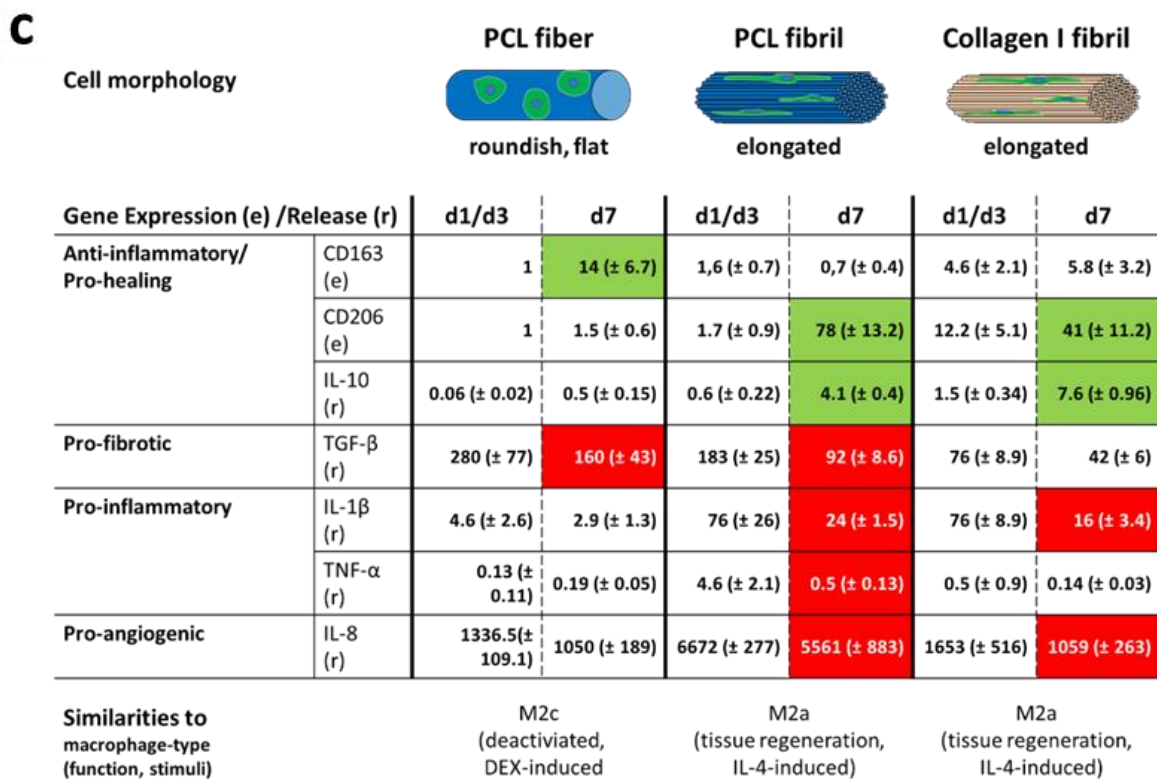 c
PCL fiber PCL fibril Collagen I fibril
Cell morphology
roundish, flat elongated elongated
Gene Expression (e) /Release (r) d1/d3 d7 d1/d3 d7 d1/d3 d7
Anti-inflammatory/
Pro-healing
CD163
(e)
1 14 (± 6.7) 1,6 (± 0.7) 0,7 (± 0.4) 4.6 (± 2.1) 5.8 (± 3.2)
CD206
(e)
1 1.5 (± 0.6) 1.7 (± 0.9) 78 (± 13.2) 12.2 (± 5.1) 41 (± 11.2)
IL-10
(r)
0.06 (± 0.02) 0.5 (± 0.15) 0.6 (± 0.22) 4.1 (± 0.4) 1.5 (± 0.34) 7.6 (± 0.96)
Pro-fibrotic
TGF-β
(r)
280 (± 77) 160 (± 43) 183 (± 25) 92 (± 8.6) 76 (± 8.9) 42 (± 6)
Pro-inflammatory
IL-1β
(r)
4.6 (± 2.6) 2.9 (± 1.3) 76 (± 26) 24 (± 1.5) 76 (± 8.9) 16 (± 3.4)
TNF-α
(r)
0.13 (±
0.11)
0.19 (± 0.05) 4.6 (± 2.1) 0.5 (± 0.13) 0.5 (± 0.9) 0.14 (± 0.03)
Pro-angiogenic
IL-8
(r)
1336.5(±
109.1)
1050 (± 189) 6672 (± 277) 5561 (± 883) 1653 (± 516) 1059 (± 263)
Similarities to
macrophage-type
(function, stimuli)
M2c
(deactiviated,
DEX-induced
M2a
(tissue regeneration,
IL-4-induced)
M2a
(tissue regeneration,
IL-4-induced)